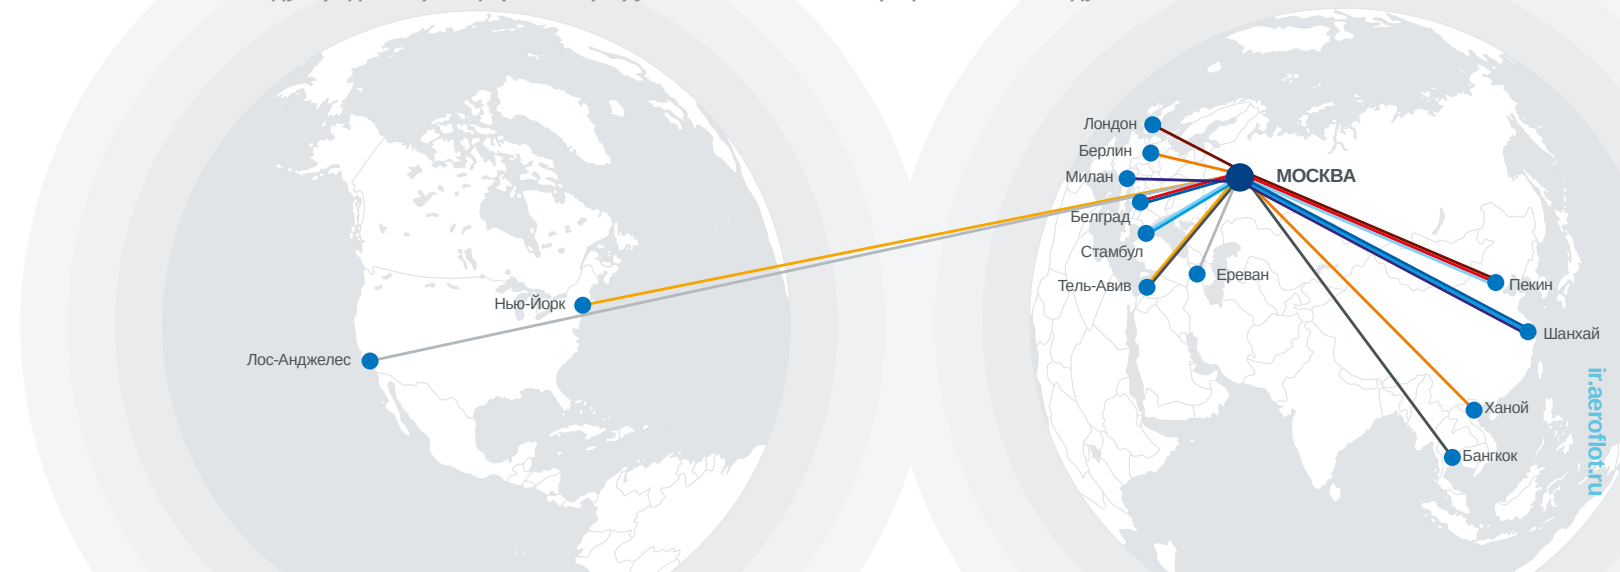 Лондон
Берлин
Милан
МОСКВА
Белград
Стамбул
Ереван
Тель-Авив
Пекин
Нью-Йорк
Шанхай
Лос-Анджелес
Ханой
Бангкок
ir.aeroflot.ru